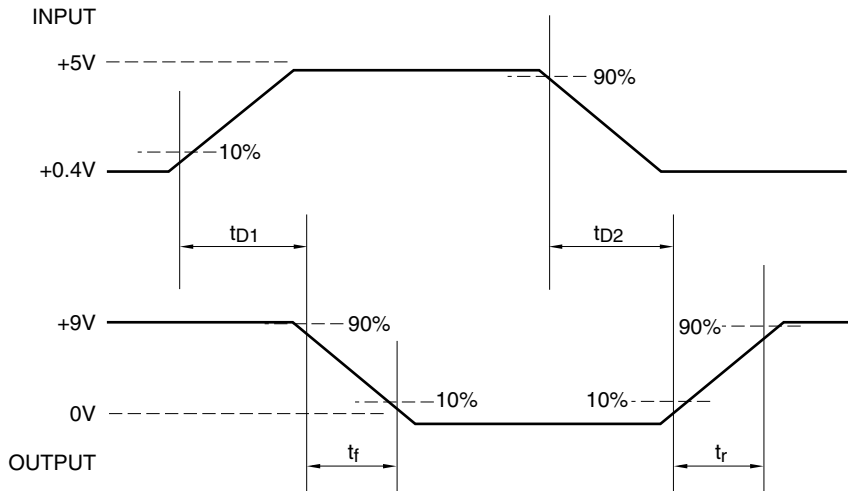 INPUT
+5V
90%
10%
+0.4V
tD1
tD2
+9V
90%
90%
10%
10%
0V
OUTPUT
tf
tr